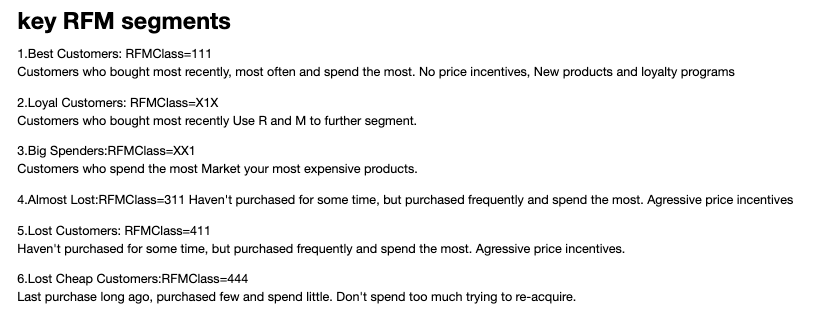 key RFM segments
1.Best Customers: RFMClass=111
Customers who bought most recently, most often and spend the most. No price incentives, New products and loyalty programs
2.Loyal Customers: RFMClass=X1X
Customers who bought most recently Use R and M to further segment.
3.Big Spenders:RFMClass=XX1
Customers who spend the most Market your most expensive products.
4.Almost Lost:RFMClass=311 Haven't purchased for some time, but purchased frequently and spend the most. Agressive price incentives
5.Lost Customers: RFMClass=411
Haven't purchased for some time, but purchased frequently and spend the most. Agressive price incentives.
6.Lost Cheap Customers:RFMClass=444
Last purchase long ago, purchased few and spend little. Don't spend too much trying to re-acquire.